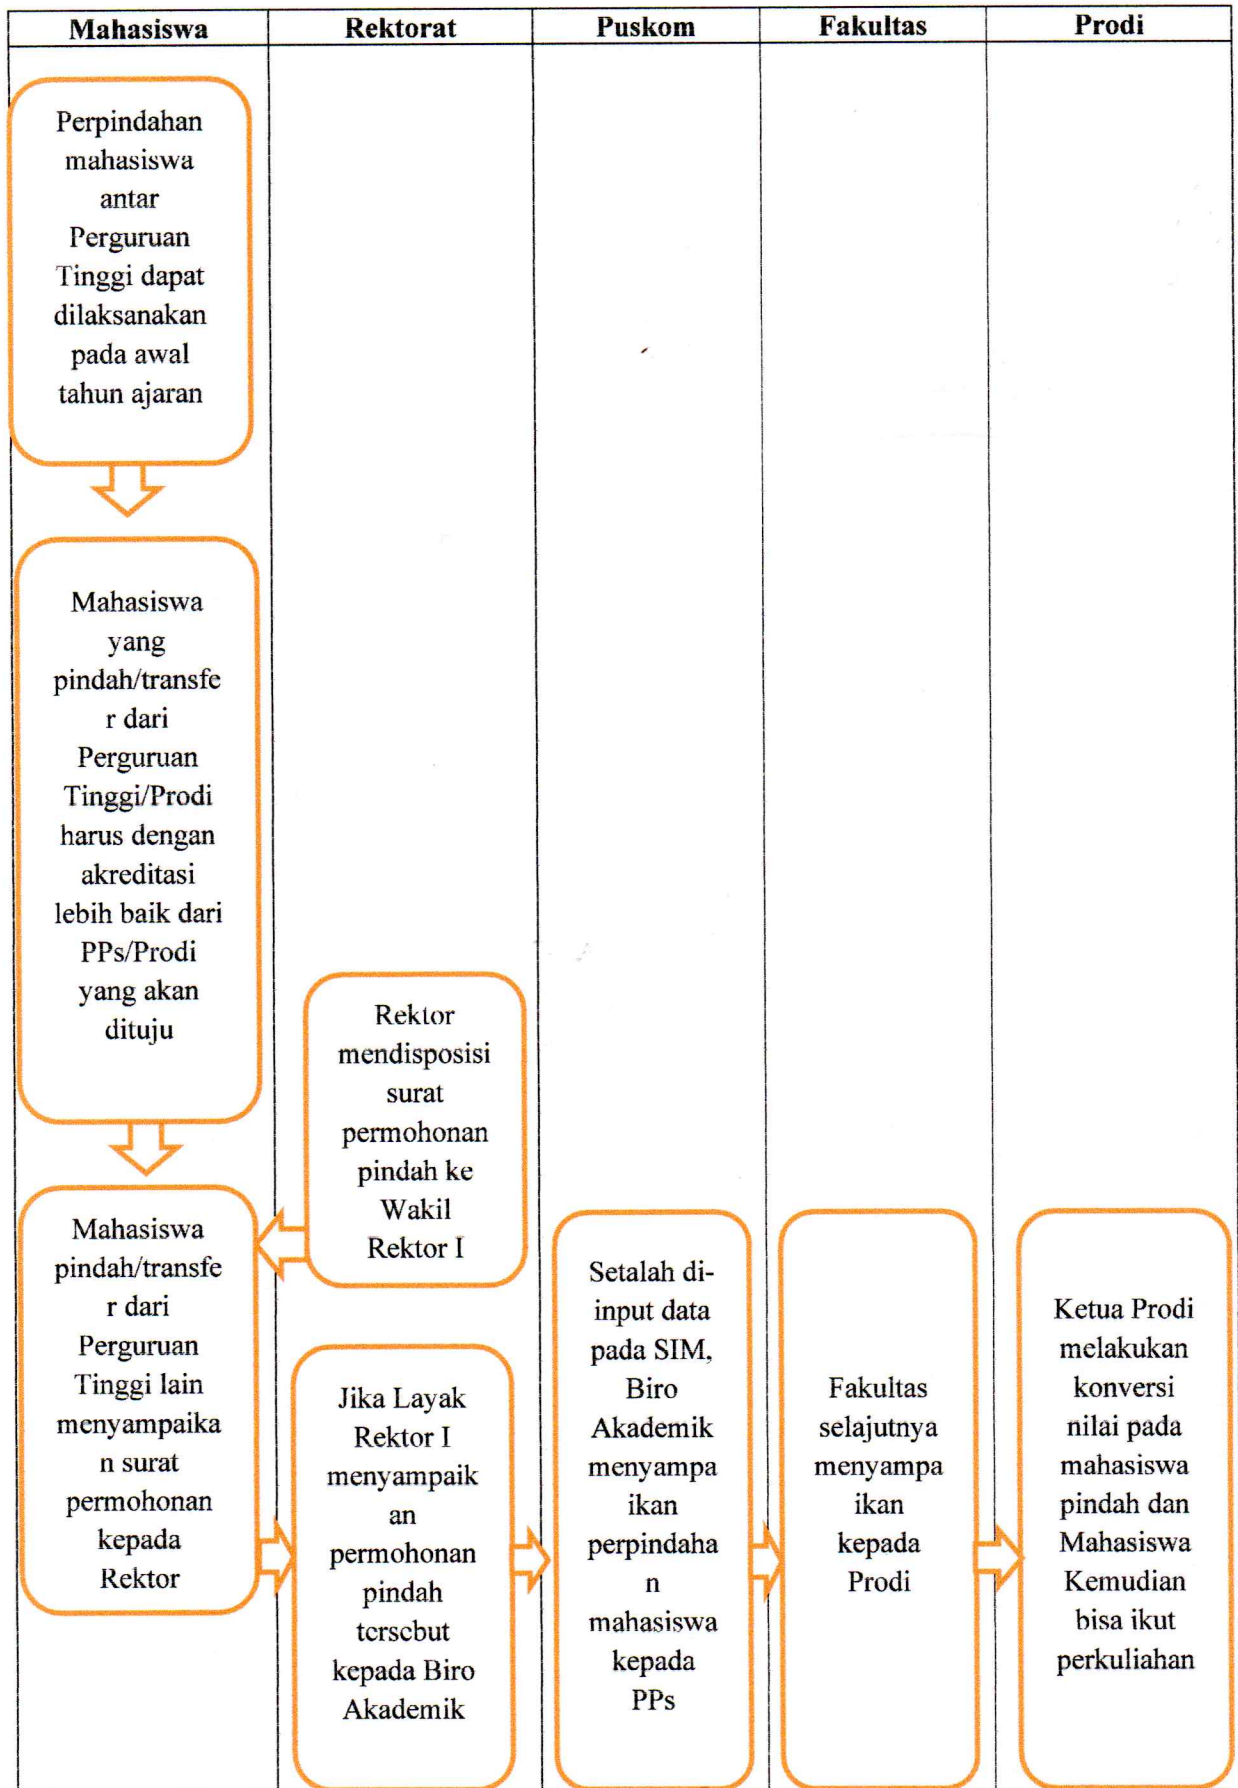 Mahasiswa Rektorat Puskom Fakultas Prodi
Perpindahan
mahasiswa
antar
Perguruan
Tinggi dapat
dilaksanakan
pada awal
tahun ajaran
Mahasiswa
yang
pindah/transfe
r dari
Perguruan
Tinggi/Prodi
harus dengan
akreditasi
lebih baik dari
PPs/Prodi
yang akan
dituju
Mahasiswa
pindah/transfe
r dari
Perguruan
Tinggi lain
menyampaika
n surat
permohonan
kepada
Rektor
Rektor
mendisposisi
surat
permohonan
pindah ke
Wakil
Rektor I
Jika Layak
Rektor I
menyampaik
an
permohonan
pindah
tersebut
kepada Biro
Akademik
Setalah di-
input data
pada SIM,
Biro
Akademik
menyampa
ikan
perpindaha
n
mahasiswa
kepada
PPs
Fakultas
selajutnya
menyampa
ikan
kepada
Prodi
Ketua Prodi
melakukan
konversi
nilai pada
mahasiswa
pindah dan
Mahasiswa
Kemudian
bisa ikut
perkuliahan